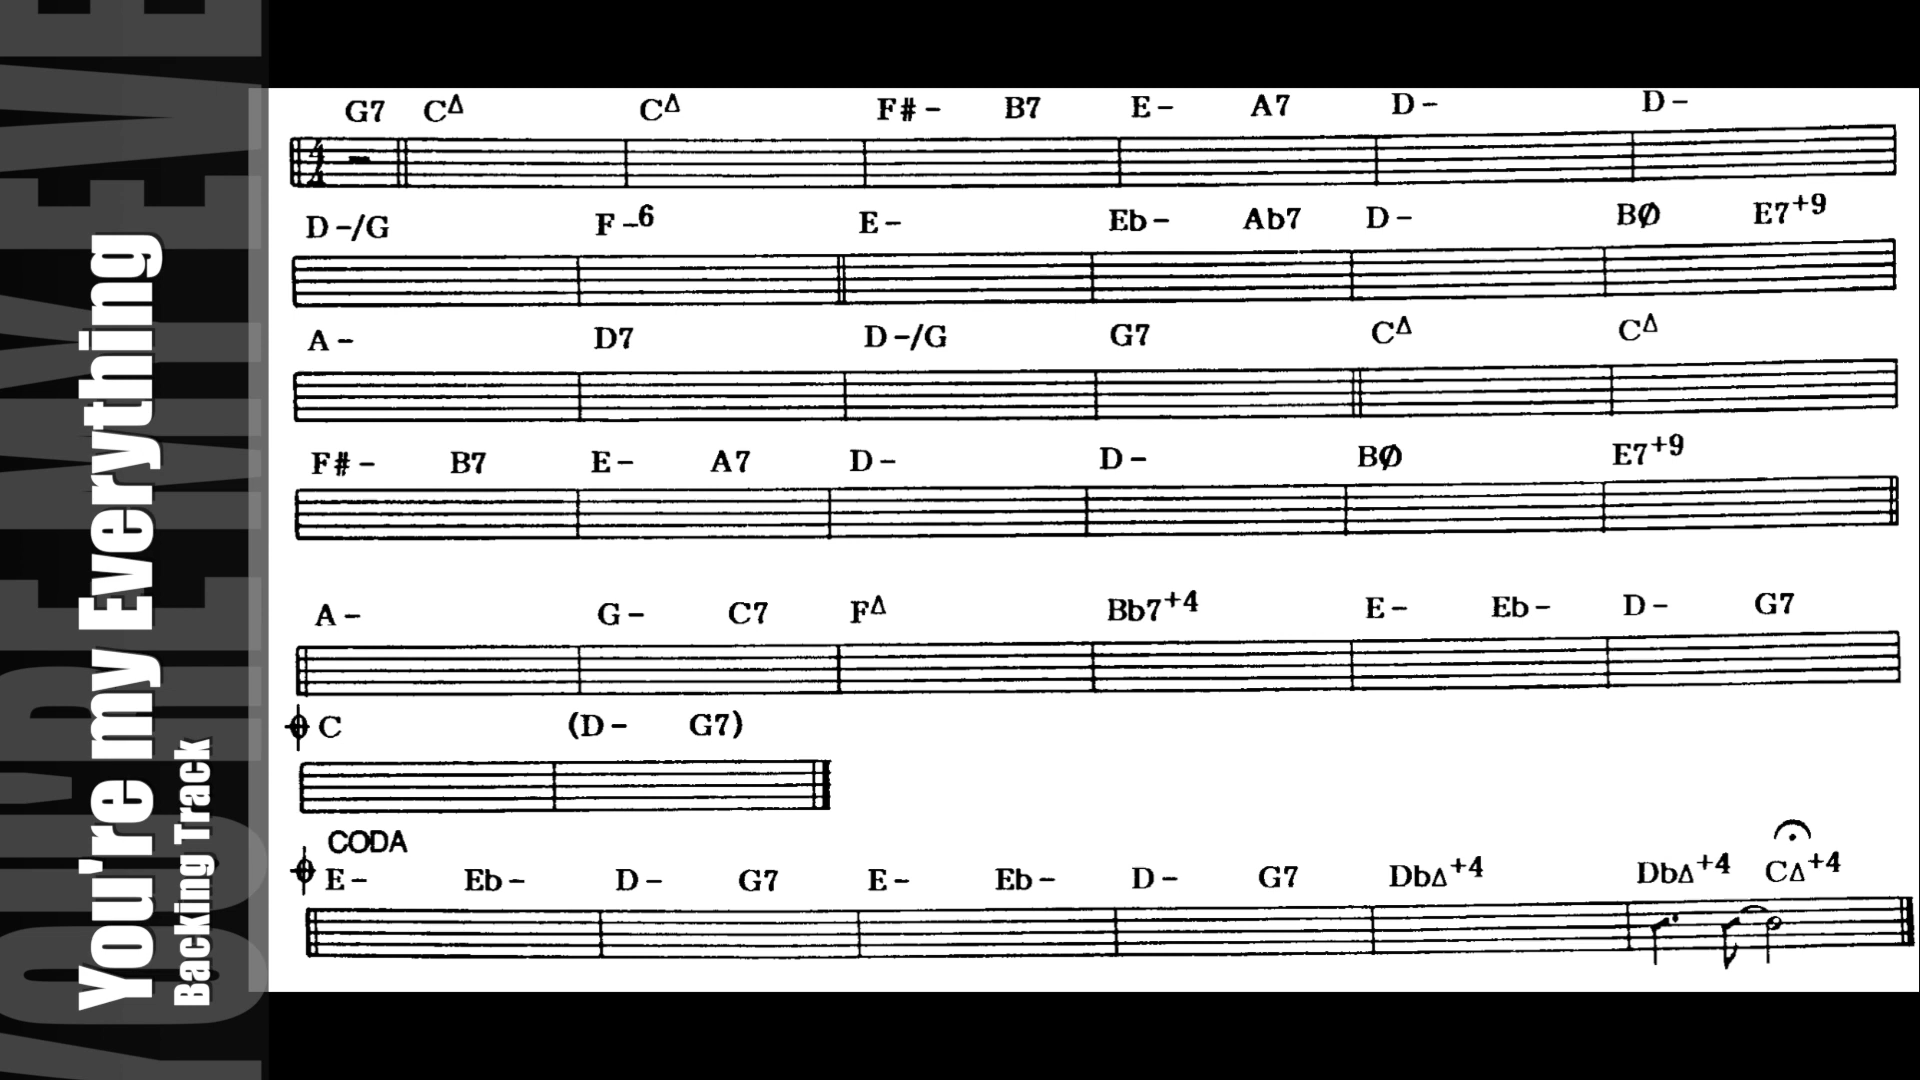 You're my Everything
Backing Track
G7 CΔ CΔ F#- B7 E- A7 D- D-
4/4
D-/G F-6 E- Eb- Ab7 D- BØ E7+9
A- D7 D-/G G7 CΔ CΔ
F#- B7 E- A7 D- D- BØ E7+9
A- G- C7 FΔ Bb7+4 E- Eb- D- G7
C (D- G7)
CODA
E- Eb- D- G7 E- Eb- D- G7 DbΔ+4 DbΔ+4 CΔ+4